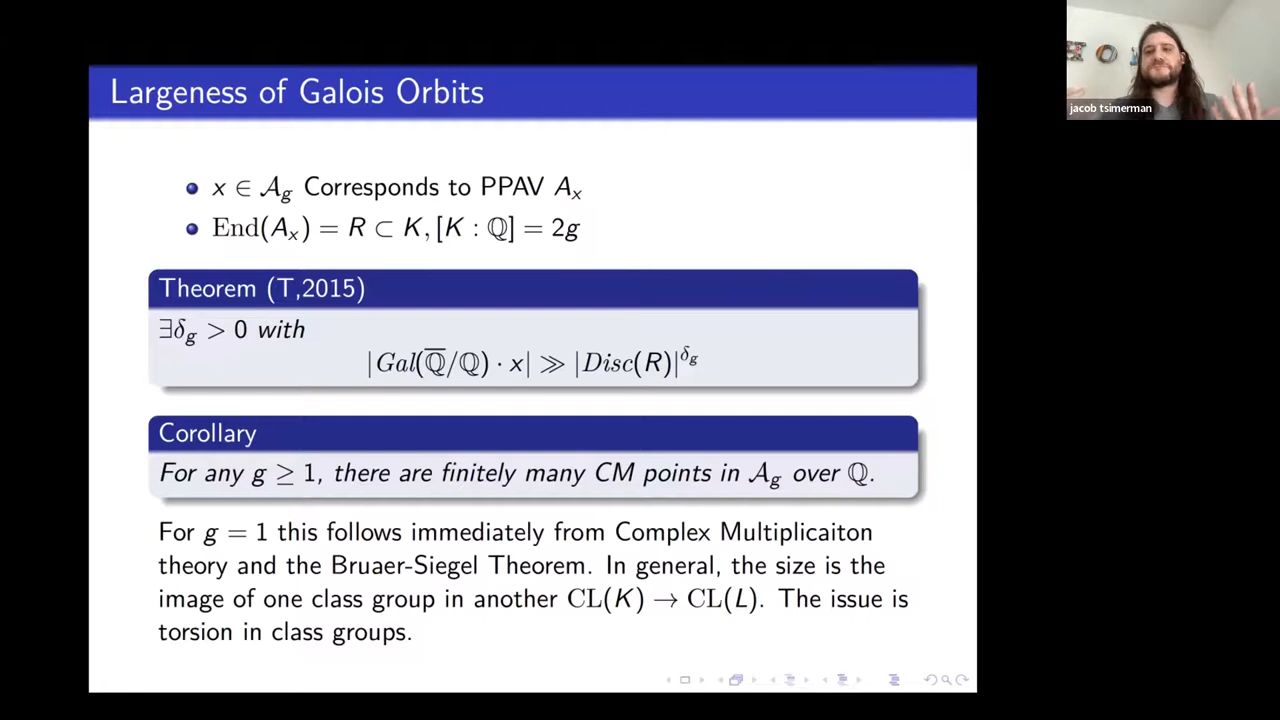 Largeness of Galois Orbits
jacob tsimerman
x ∈ 𝒜_g Corresponds to PPAV A_x
End(A_x) = R ⊂ K, [K : ℚ] = 2g
Theorem (T,2015)
∃δ_g > 0 with
|Gal(ℚ̅/ℚ) · x| ≫ |Disc(R)|^{δ_g}
Corollary
For any g ≥ 1, there are finitely many CM points in 𝒜_g over ℚ.
For g = 1 this follows immediately from Complex Multiplicaiton
theory and the Bruaer-Siegel Theorem. In general, the size is the
image of one class group in another CL(K) → CL(L). The issue is
torsion in class groups.